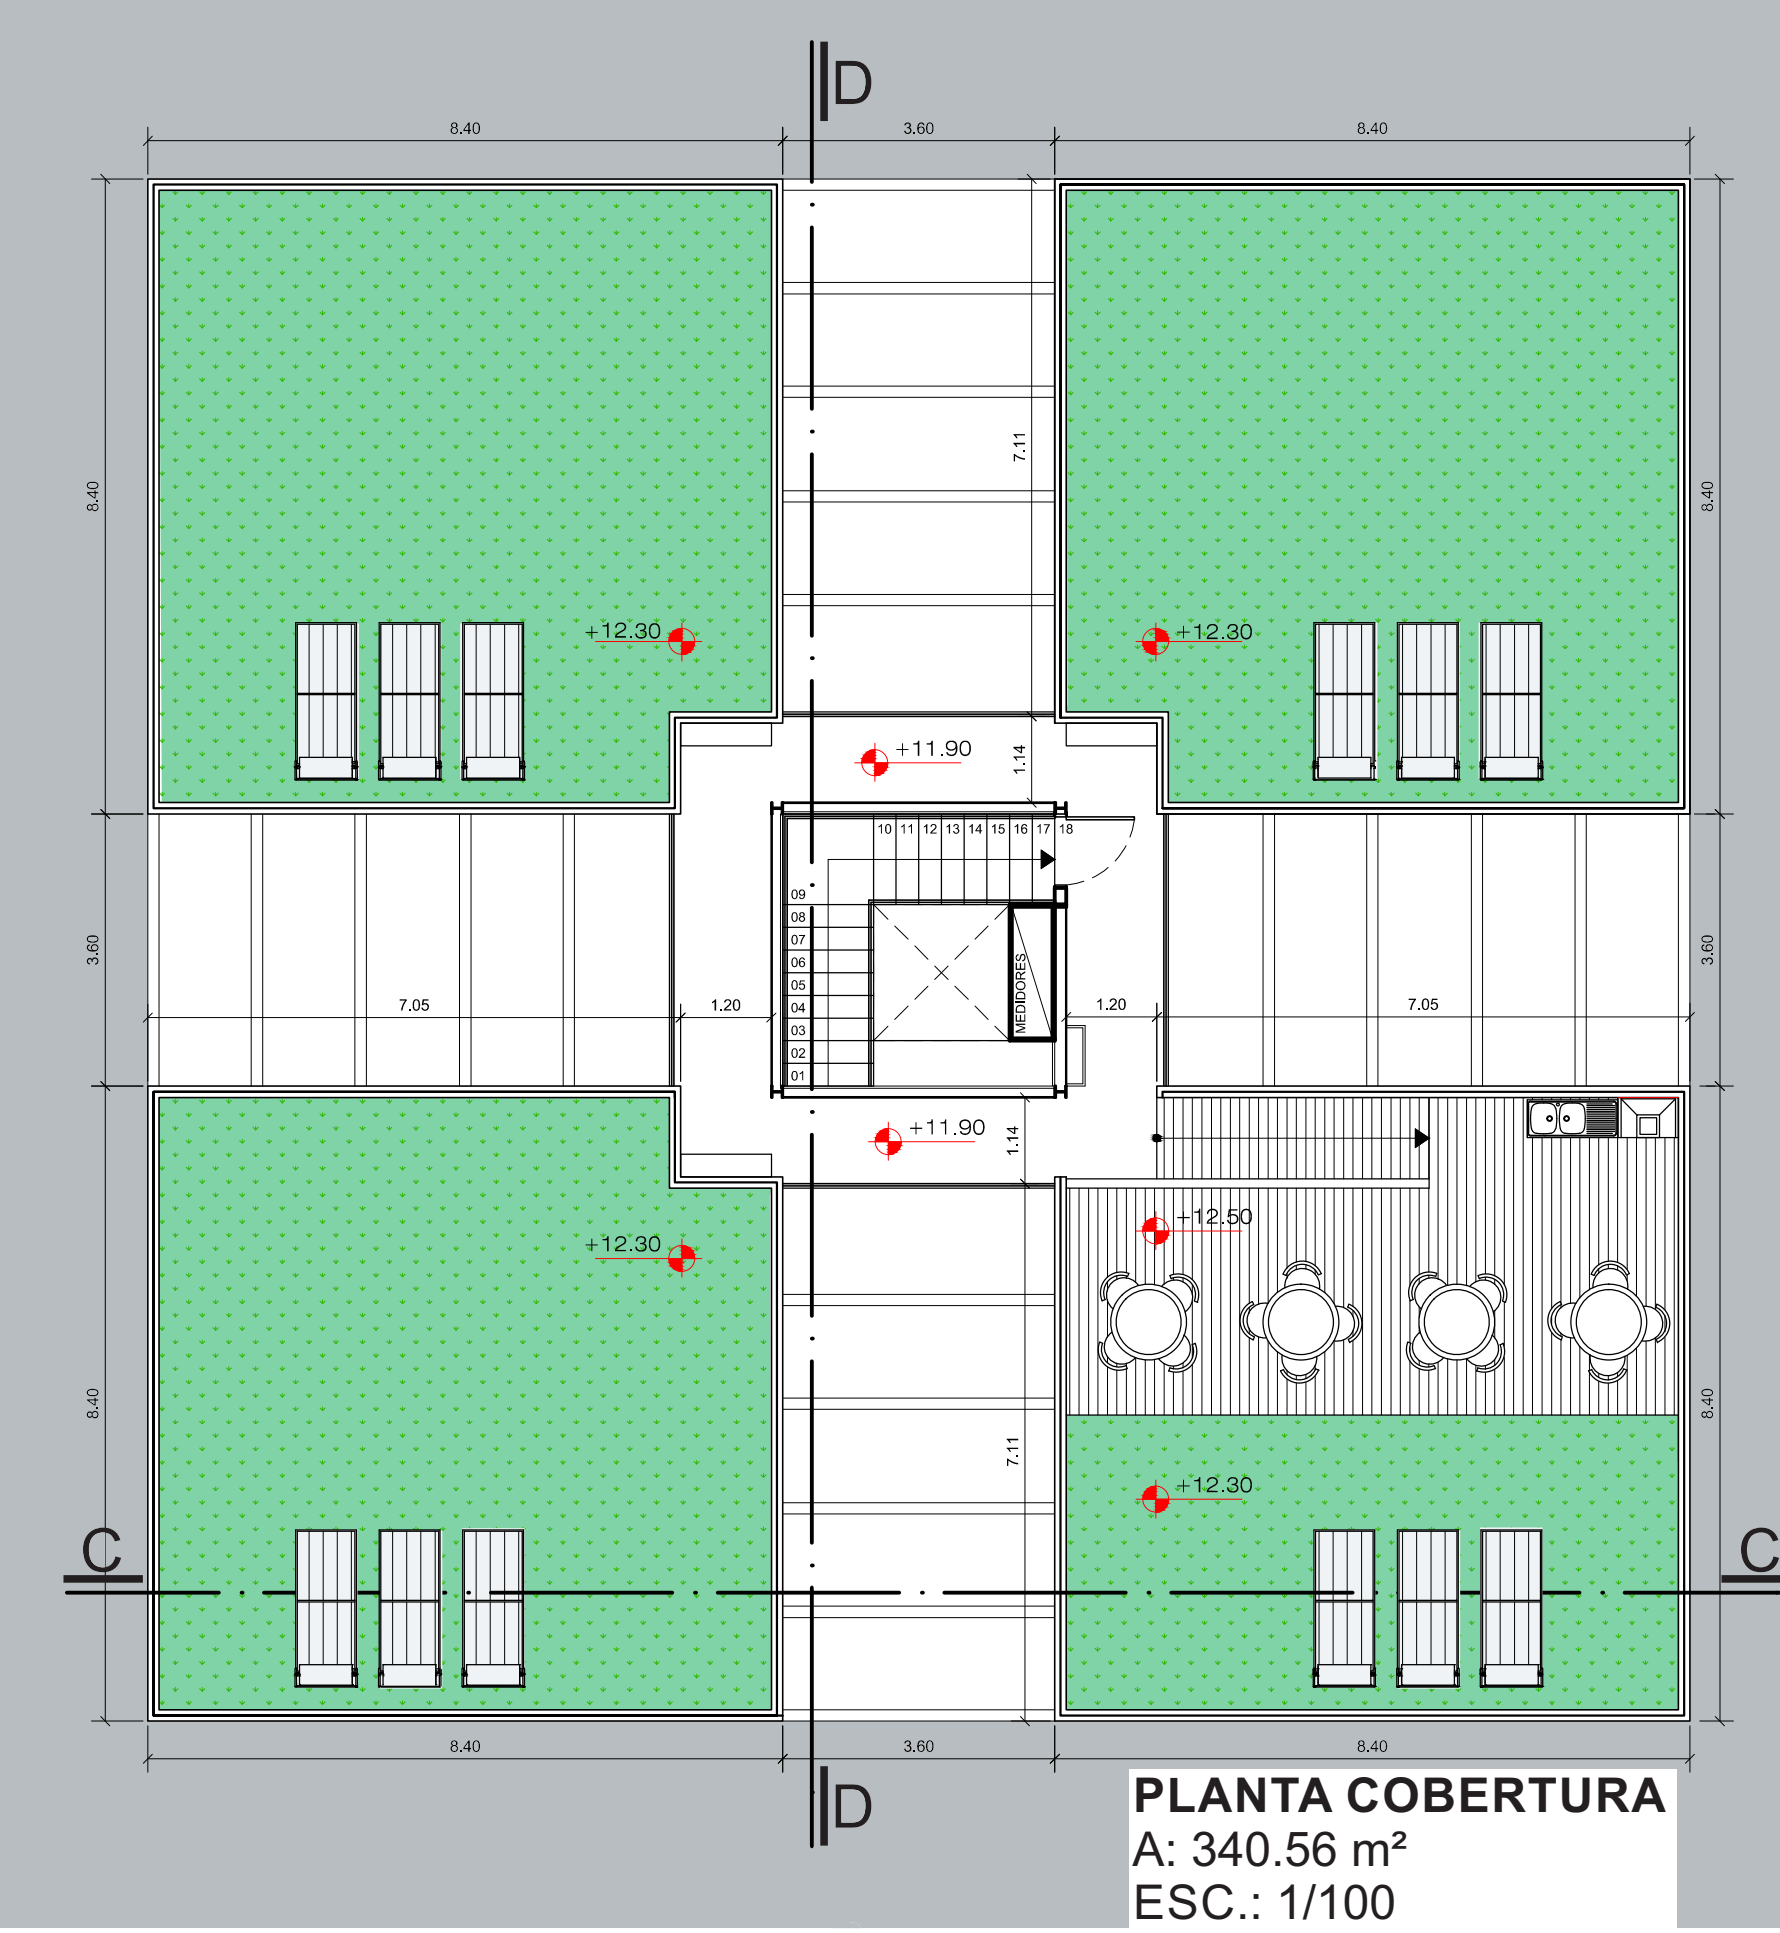 D
8.40 3.60 8.40
7.11
8.40 8.40
+12.30 +12.30
+11.90
1.14
10 11 12 13 14 15 16 17 18
09
08
07
06
05
04
03
02
01
MEDIDORES
3.60 3.60
7.05 1.20 1.20 7.05
+11.90
1.14
+12.50
+12.30
8.40 8.40
7.11
+12.30
C C
8.40 3.60 8.40
D
PLANTA COBERTURA
A: 340.56 m²
ESC.: 1/100